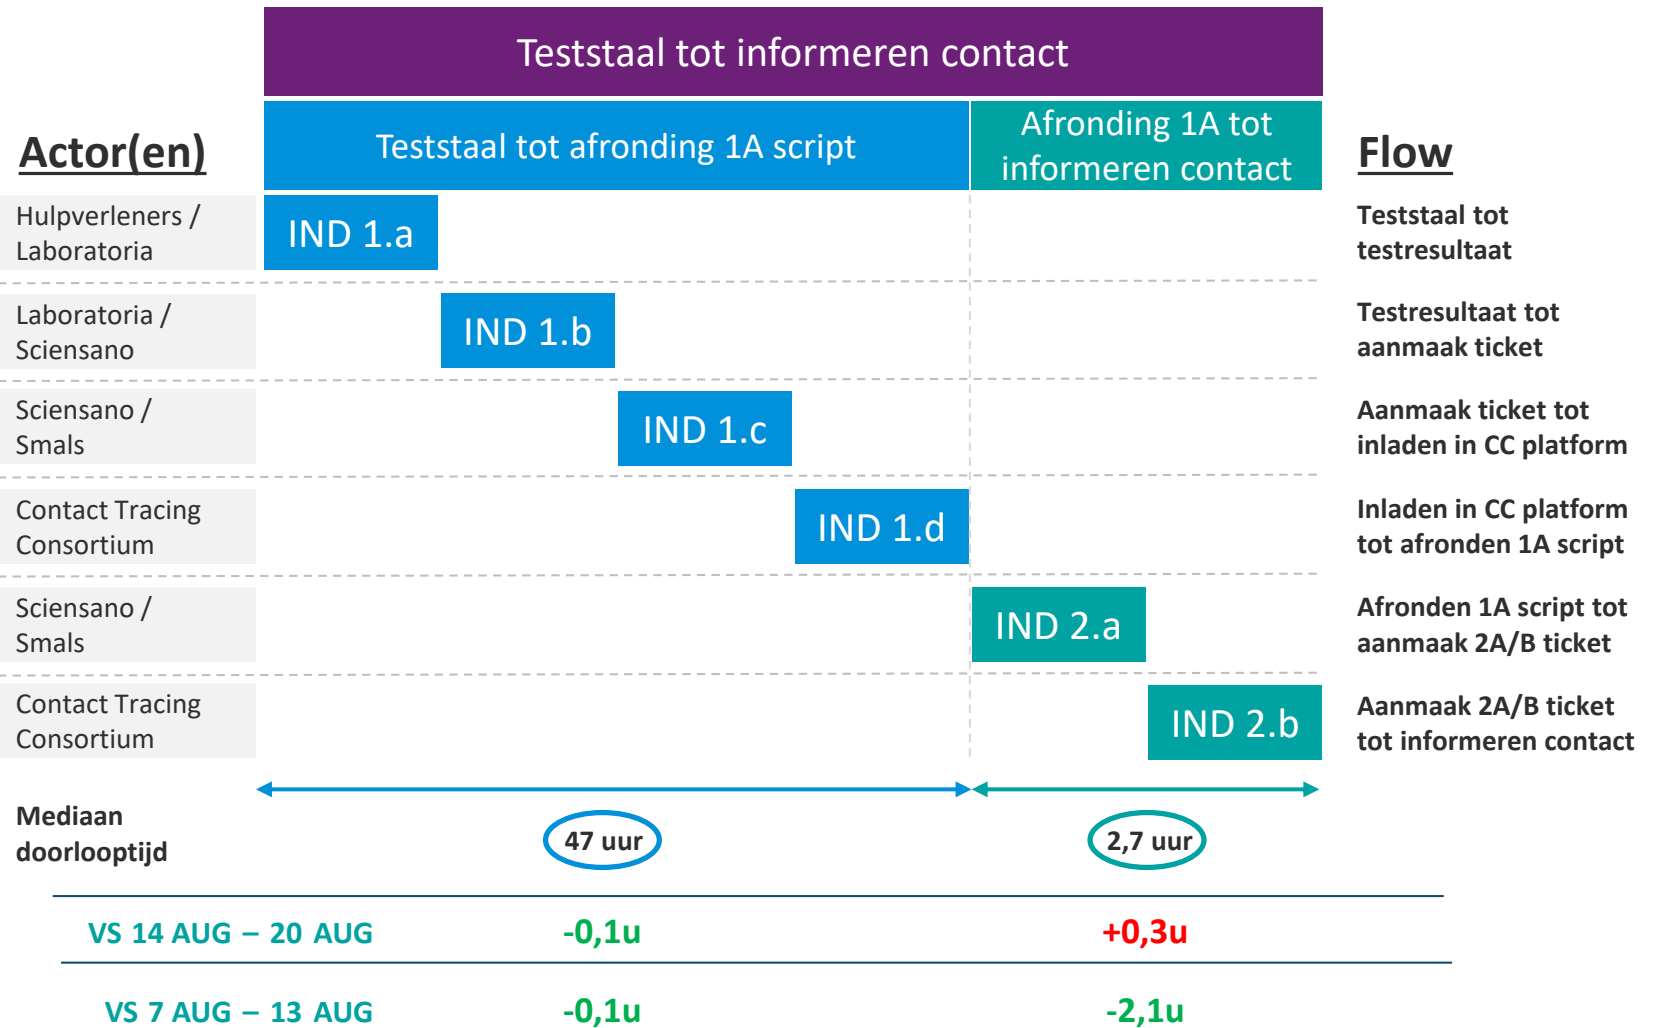 Teststaal tot informeren contact
Actor(en)
Teststaal tot afronding 1A script
Afronding 1A tot
informeren contact
Flow
Hulpverleners /
Laboratoria
IND 1.a
Teststaal tot
testresultaat
Laboratoria /
Sciensano
IND 1.b
Testresultaat tot
aanmaak ticket
Sciensano /
Smals
IND 1.c
Aanmaak ticket tot
inladen in CC platform
Contact Tracing
Consortium
IND 1.d
Inladen in CC platform
tot afronden 1A script
Sciensano /
Smals
IND 2.a
Afronden 1A script tot
aanmaak 2A/B ticket
Contact Tracing
Consortium
IND 2.b
Aanmaak 2A/B ticket
tot informeren contact
Mediaan
doorlooptijd
47 uur
2,7 uur
VS 14 AUG – 20 AUG
-0,1u
+0,3u
VS 7 AUG – 13 AUG
-0,1u
-2,1u